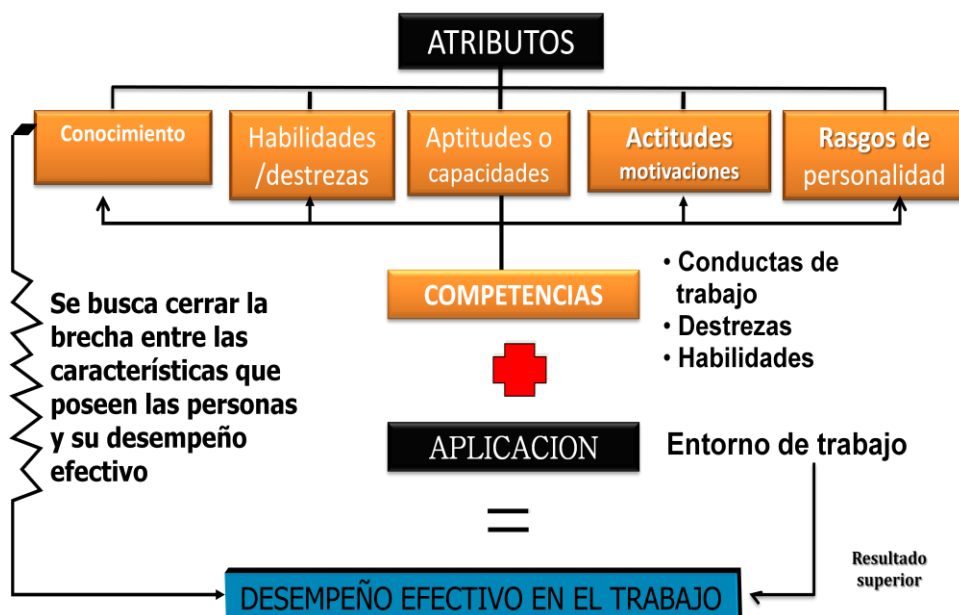 ATRIBUTOS
Conocimiento
Habilidades
/destrezas
Aptitudes o
capacidades
Actitudes
motivaciones
Rasgos de
personalidad
COMPETENCIAS
• Conductas de
trabajo
• Destrezas
• Habilidades
Se busca cerrar la
brecha entre las
características que
poseen las personas
y su desempeño
efectivo
APLICACION
Entorno de trabajo
=
Resultado
superior
DESEMPEÑO EFECTIVO EN EL TRABAJO